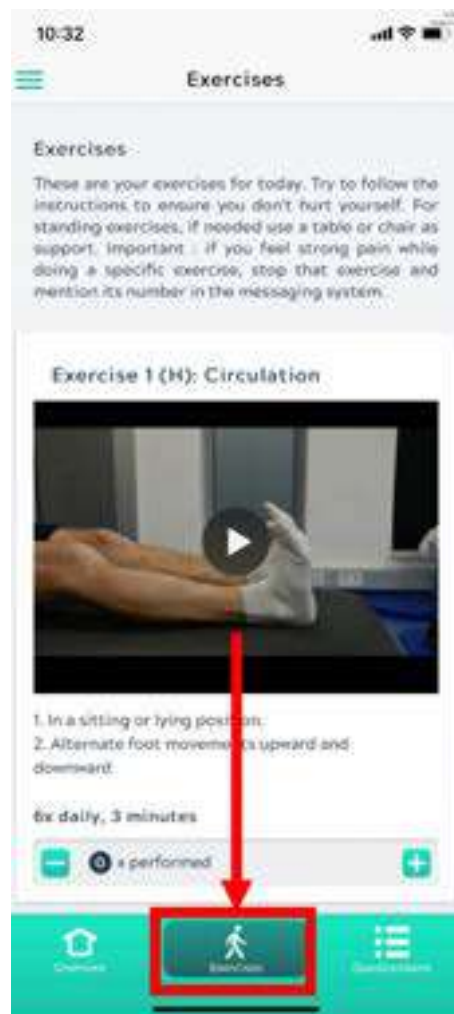 10:32
Exercises
Exercises
These are your exercises for today. Try to follow the
instructions to ensure you don't hurt yourself. For
standing exercises, if needed use a table or chair as
support. Important : if you feel strong pain while
doing a specific exercise, stop that exercise and
mention its number in the messaging system.
Exercise 1 (H): Circulation
1. In a sitting or lying position.
2. Alternate foot movements upward and
downward.
6x daily, 3 minutes
0 x performed
Exercises